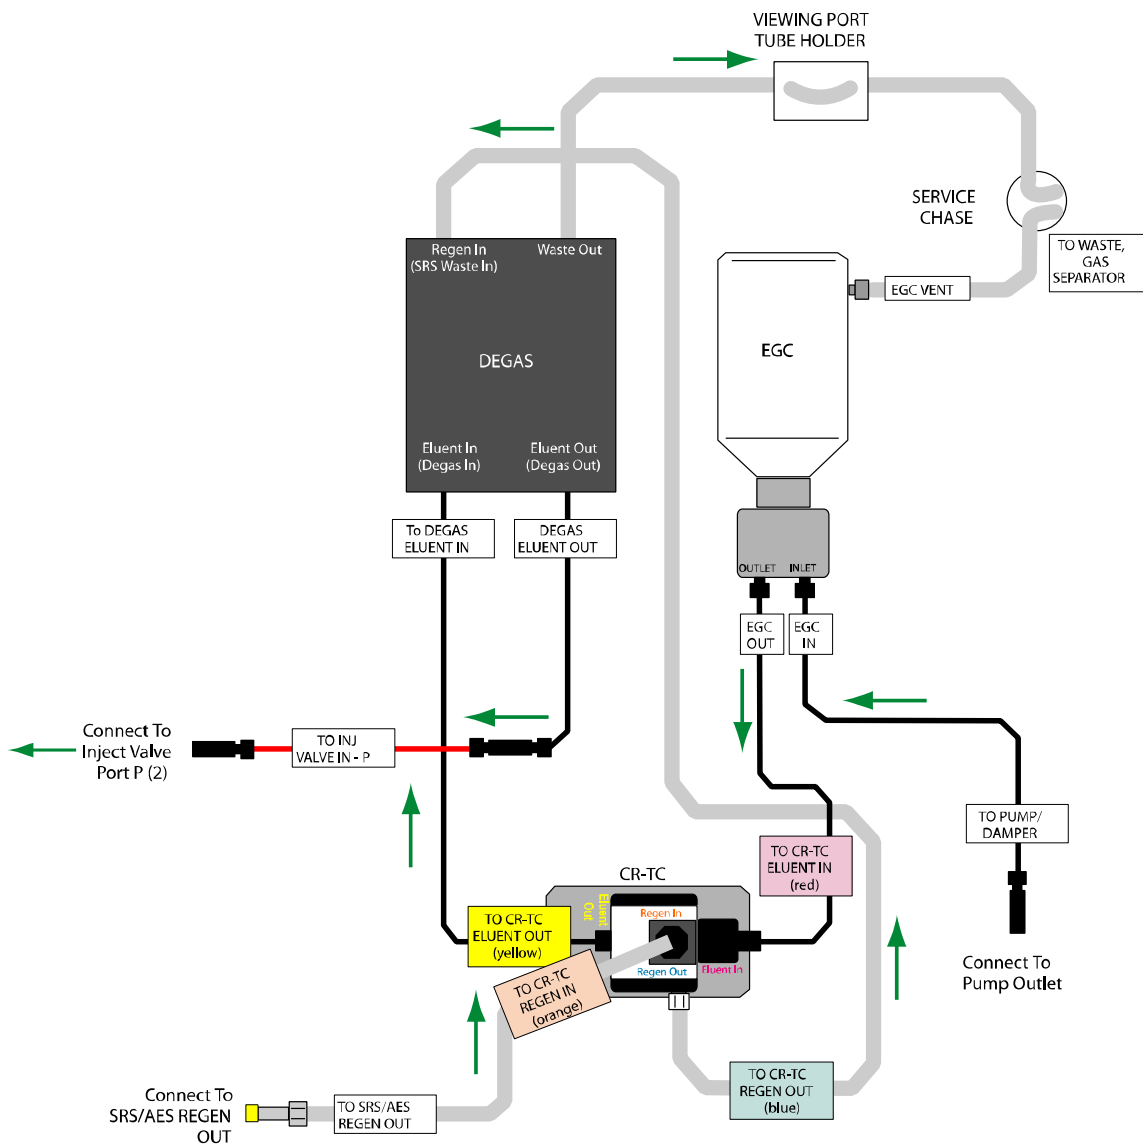 VIEWING PORT
TUBE HOLDER
SERVICE
CHASE
TO WASTE,
GAS
SEPARATOR
Regen In
(SRS Waste In)
Waste Out
EGC VENT
DEGAS
EGC
Eluent In
(Degas In)
Eluent Out
(Degas Out)
To DEGAS
ELUENT IN
DEGAS
ELUENT OUT
OUTLET
INLET
EGC
OUT
EGC
IN
Connect To
Inject Valve
Port P (2)
TO INJ
VALVE IN - P
TO PUMP/
DAMPER
TO CR-TC
ELUENT IN
(red)
CR-TC
Eluent
Out
TO CR-TC
ELUENT OUT
(yellow)
Regen In
Regen Out
Eluent In
TO CR-TC
REGEN IN
(orange)
Connect To
Pump Outlet
TO CR-TC
REGEN OUT
(blue)
Connect To
SRS/AES REGEN
OUT
TO SRS/AES
REGEN OUT